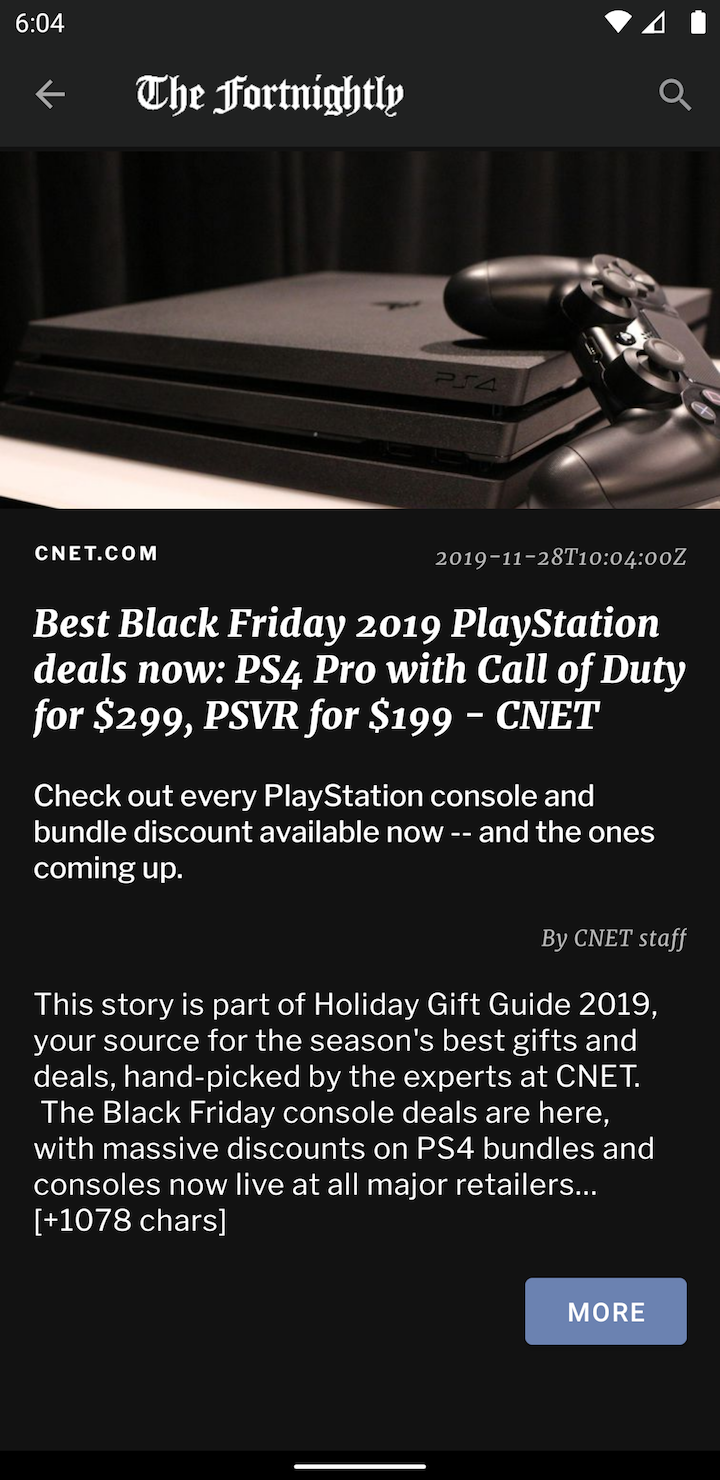 6:04
The Fortnightly
PS4
CNET.COM
2019-11-28T10:04:00Z
Best Black Friday 2019 PlayStation
deals now: PS4 Pro with Call of Duty
for $299, PSVR for $199 - CNET
Check out every PlayStation console and
bundle discount available now -- and the ones
coming up.
By CNET staff
This story is part of Holiday Gift Guide 2019,
your source for the season's best gifts and
deals, hand-picked by the experts at CNET.
The Black Friday console deals are here,
with massive discounts on PS4 bundles and
consoles now live at all major retailers...
[+1078 chars]
MORE